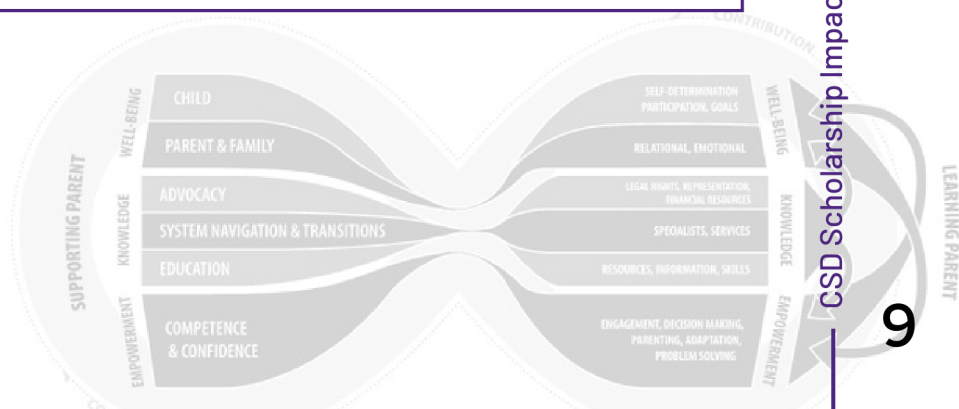 CONTRIBUTION
SUPPORTING PARENT
WELL-BEING
CHILD
PARENT & FAMILY
KNOWLEDGE
ADVOCACY
SYSTEM NAVIGATION & TRANSITIONS
EDUCATION
EMPOWERMENT
COMPETENCE
& CONFIDENCE
SELF-DETERMINATION
PARTICIPATION, GOALS
RELATIONAL, EMOTIONAL
WELL-BEING
LEGAL RIGHTS, REPRESENTATION,
FINANCIAL RESOURCES
SPECIALISTS, SERVICES
RESOURCES, INFORMATION, SKILLS
KNOWLEDGE
ENGAGEMENT, DECISION MAKING,
PARENTING, ADAPTATION,
PROBLEM SOLVING
EMPOWERMENT
LEARNING PARENT
CSD Scholarship Impac
9